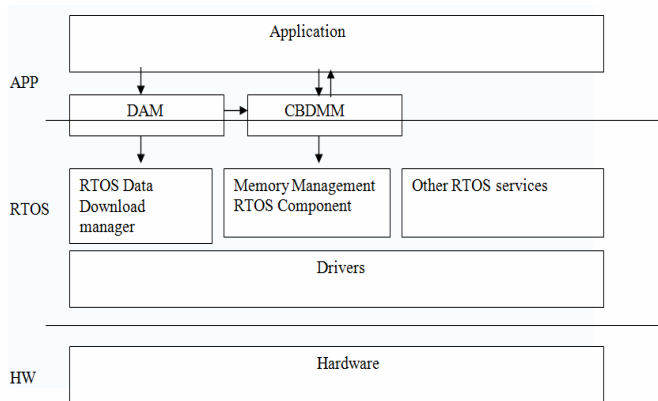 Application
APP
DAM
CBDMM
RTOS Data
Download
manager
Memory Management
RTOS Component
Other RTOS services
RTOS
Drivers
Hardware
HW